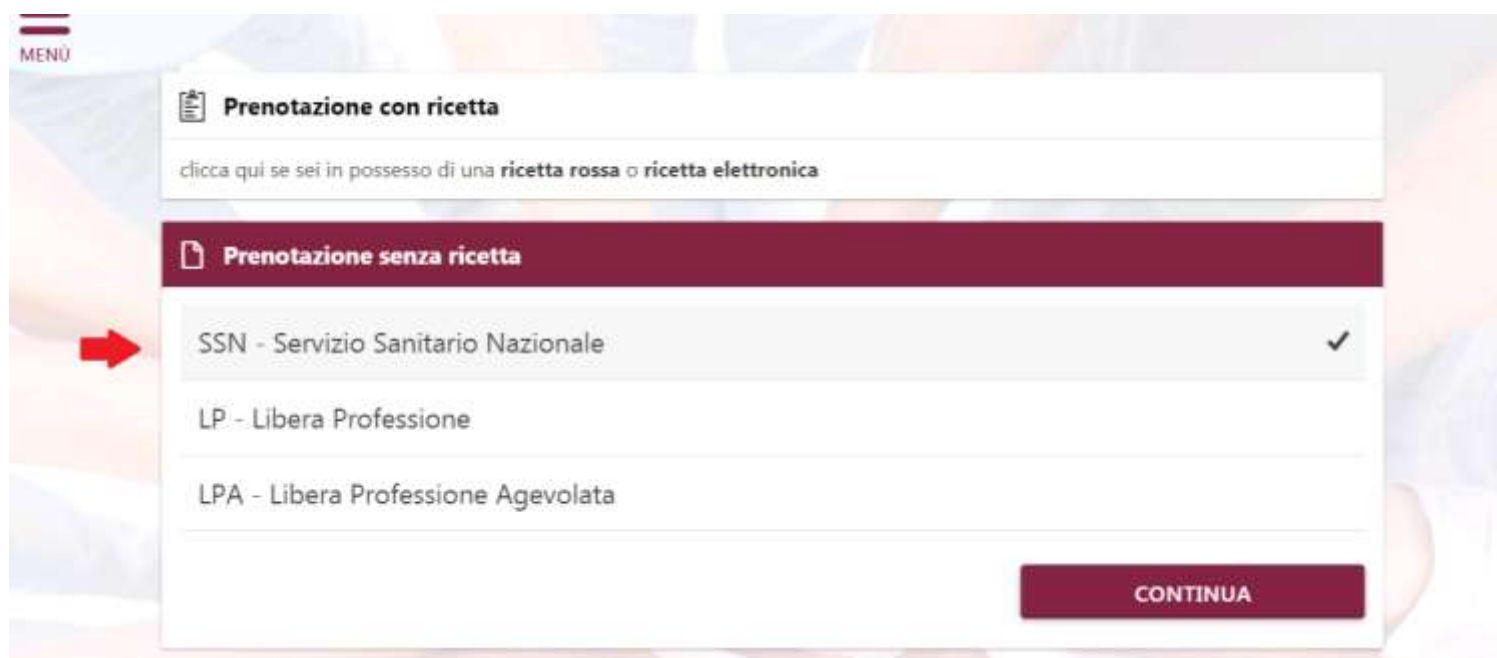 MENÙ
Prenotazione con ricetta
clicca qui se sei in possesso di una ricetta rossa o ricetta elettronica
Prenotazione senza ricetta
SSN - Servizio Sanitario Nazionale
LP - Libera Professione
LPA - Libera Professione Agevolata
CONTINUA